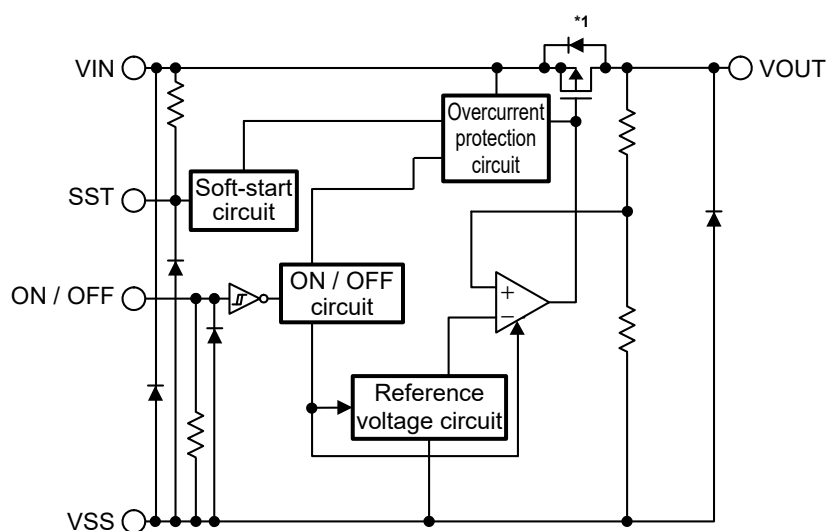 *1
VIN
VOUT
Overcurrent
protection
circuit
SST
Soft-start
circuit
ON / OFF
ON / OFF
circuit
+
−
Reference
voltage circuit
VSS